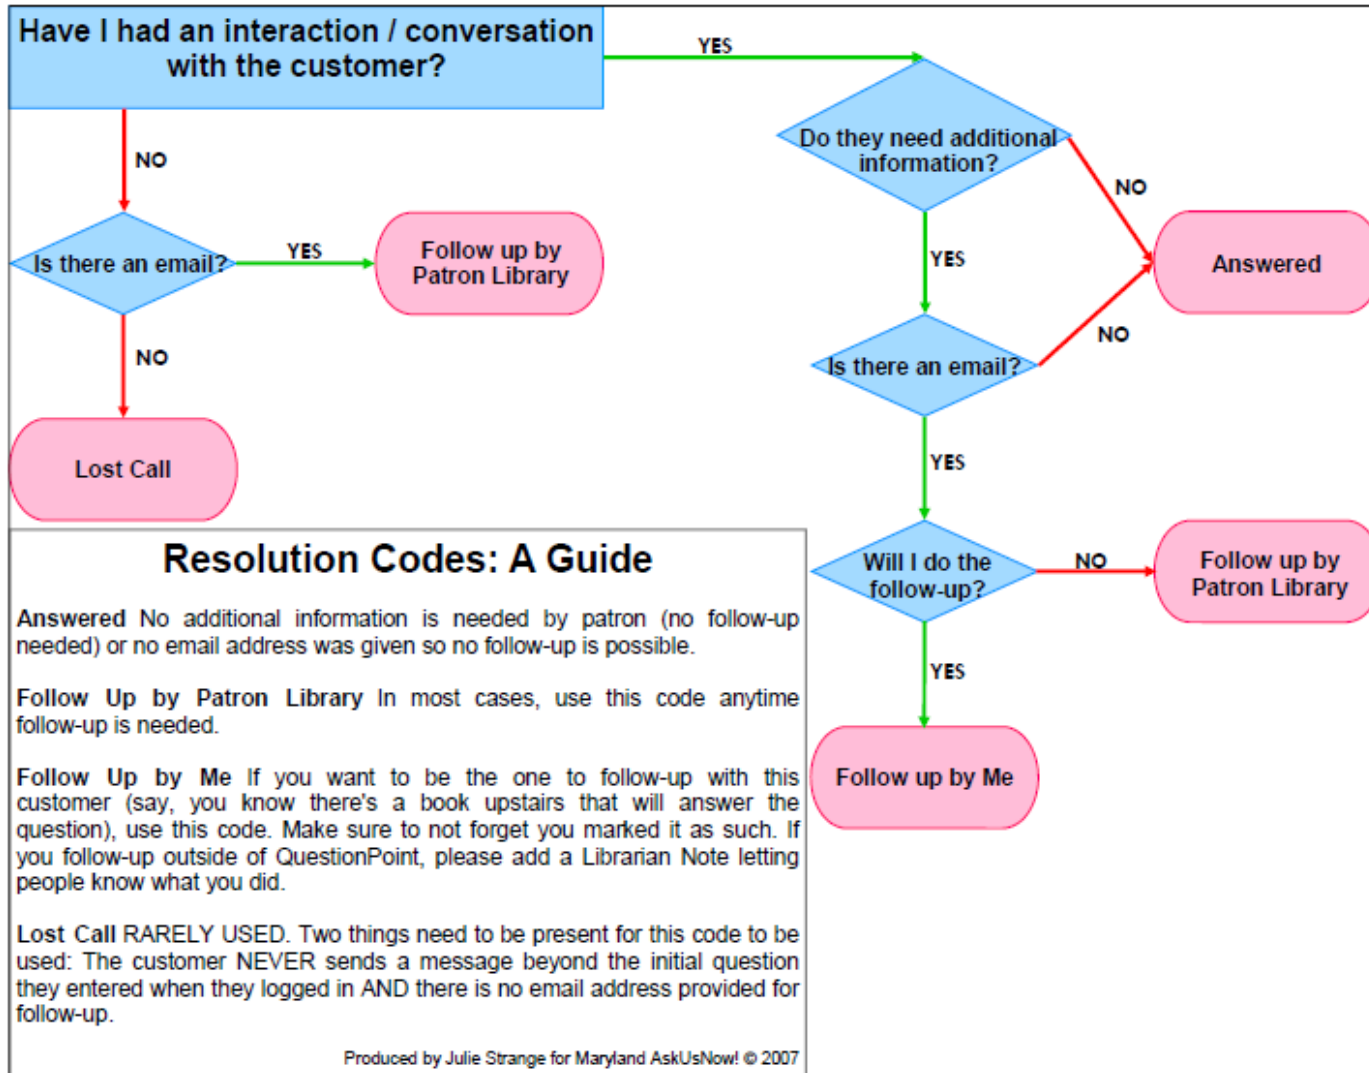 Have I had an interaction / conversation
with the customer?
YES
Do they need additional
information?
NO
NO
Is there an email?
YES
Follow up by
Patron Library
YES
Answered
NO
NO
Is there an email?
Lost Call
YES
Will I do the
follow-up?
NO
Follow up by
Patron Library
YES
Follow up by Me
Resolution Codes: A Guide
Answered No additional information is needed by patron (no follow-up
needed) or no email address was given so no follow-up is possible.
Follow Up by Patron Library In most cases, use this code anytime
follow-up is needed.
Follow Up by Me If you want to be the one to follow-up with this
customer (say, you know there's a book upstairs that will answer the
question), use this code. Make sure to not forget you marked it as such. If
you follow-up outside of QuestionPoint, please add a Librarian Note letting
people know what you did.
Lost Call RARELY USED. Two things need to be present for this code to be
used: The customer NEVER sends a message beyond the initial question
they entered when they logged in AND there is no email address provided for
follow-up.
Produced by Julie Strange for Maryland AskUsNow! © 2007